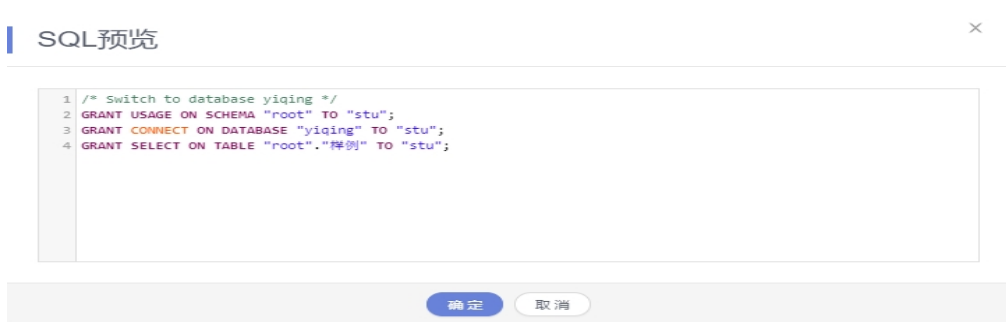 SQL预览
×
1 /* Switch to database yiqing */
2 GRANT USAGE ON SCHEMA "root" TO "stu";
3 GRANT CONNECT ON DATABASE "yiqing" TO "stu";
4 GRANT SELECT ON TABLE "root"."样例" TO "stu";
确定 取消